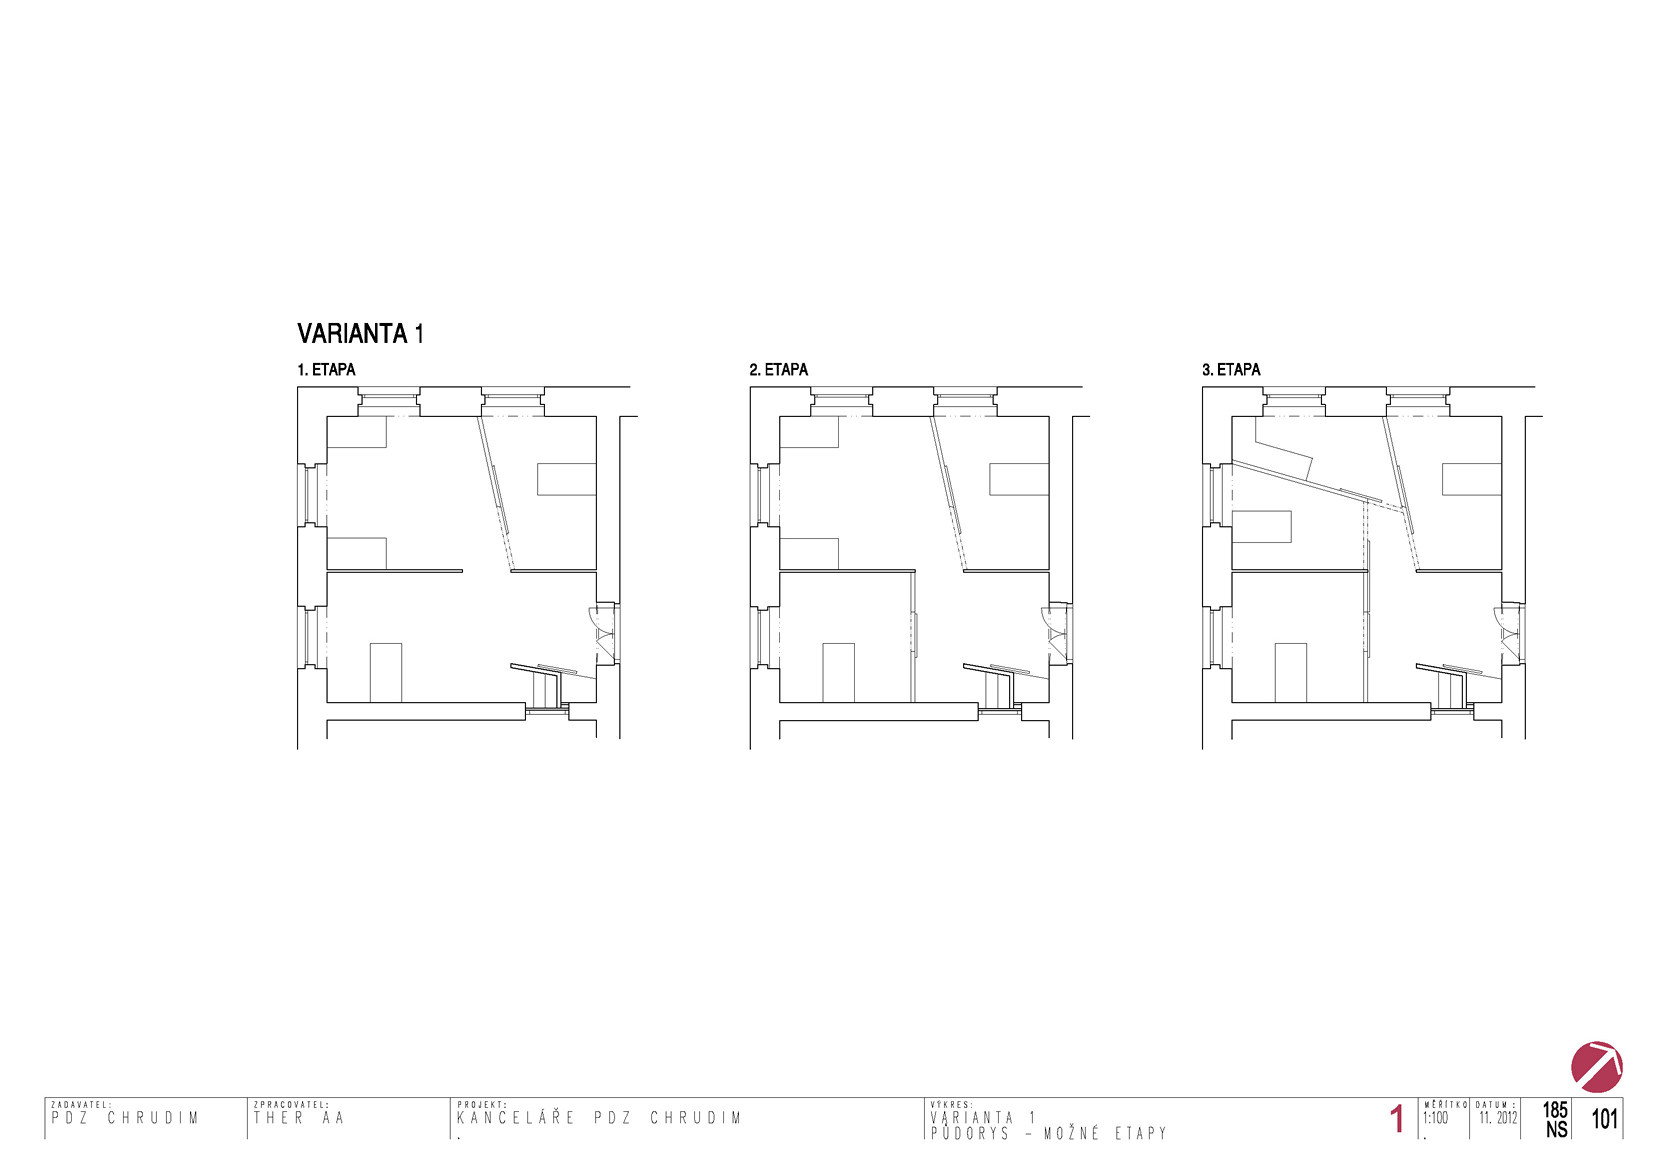 VARIANTA 1
1. ETAPA
2. ETAPA
3. ETAPA
ZADAVATEL:
PDZ CHRUDIM
ZPRACOVATEL:
THER AA
PROJEKT:
KANCELÁŘE PDZ CHRUDIM
.
VÝKRES:
VARIANTA 1
PŮDORYS - MOŽNÉ ETAPY
1
MĚŘÍTKO
1:100
.
DATUM :
11. 2012
185
NS
101